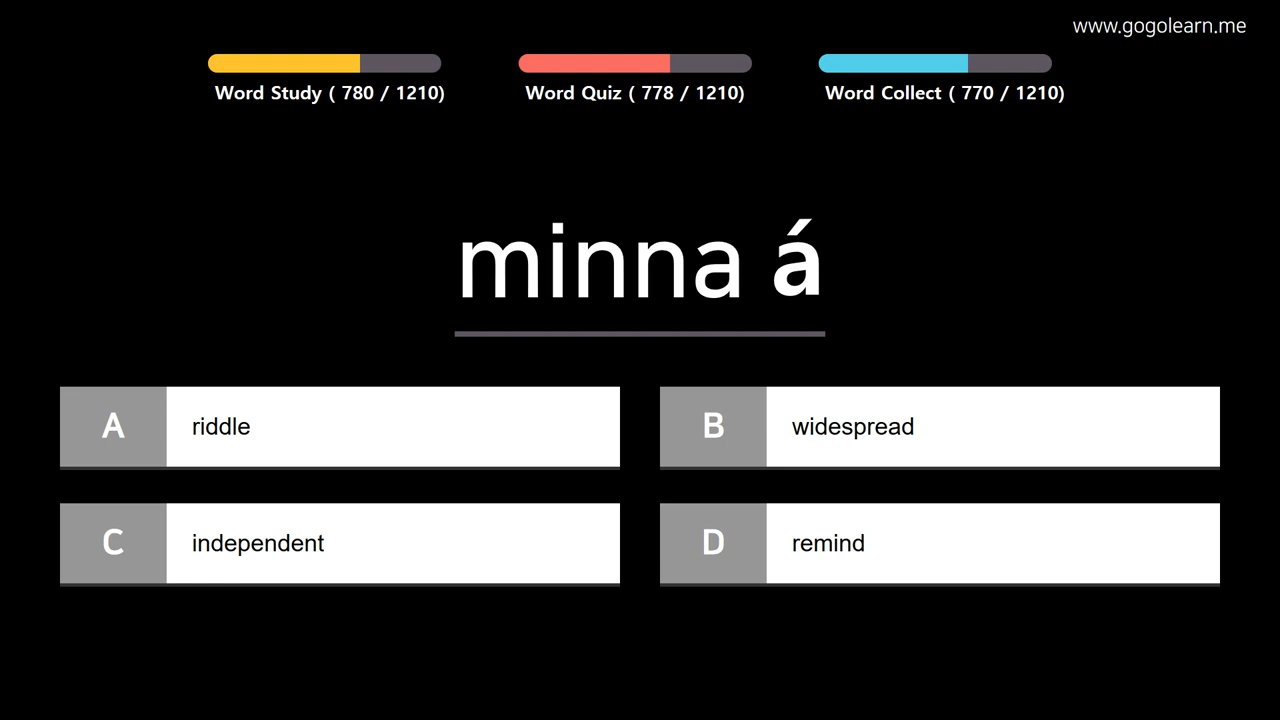 www.gogolearn.me
Word Study ( 780 / 1210)
Word Quiz ( 778 / 1210)
Word Collect ( 770 / 1210)
minna á
A riddle
B widespread
C independent
D remind